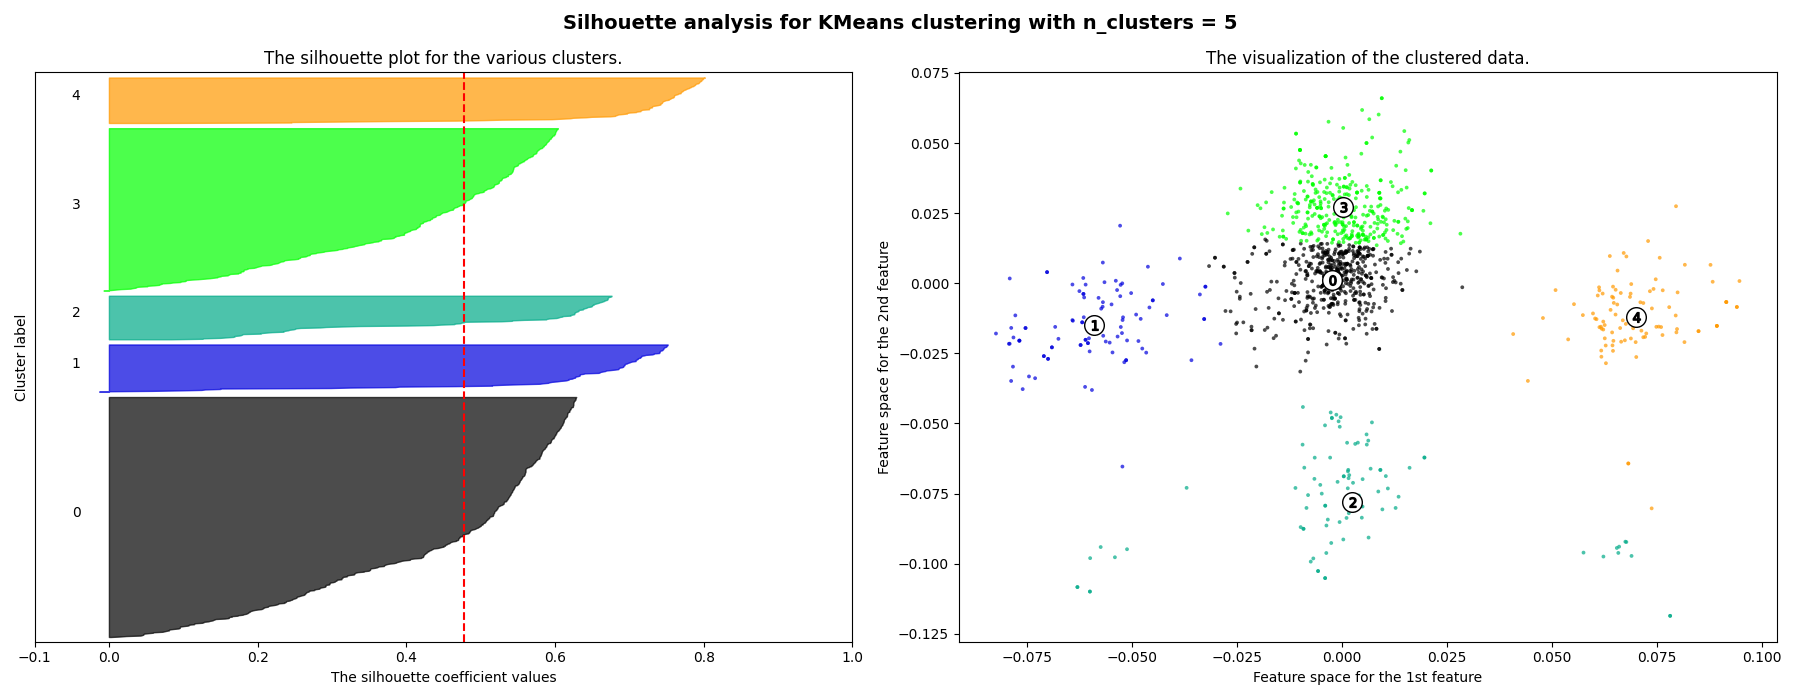 Silhouette analysis for KMeans clustering with n_clusters = 5
The silhouette plot for the various clusters.
4
3
2
1
0
Cluster label
−0.1 0.0 0.2 0.4 0.6 0.8 1.0
The silhouette coefficient values
The visualization of the clustered data.
0.075
0.050
0.025
0.000
−0.025
−0.050
−0.075
−0.100
−0.125
Feature space for the 2nd feature
3
0
1
4
2
−0.075 −0.050 −0.025 0.000 0.025 0.050 0.075 0.100
Feature space for the 1st feature